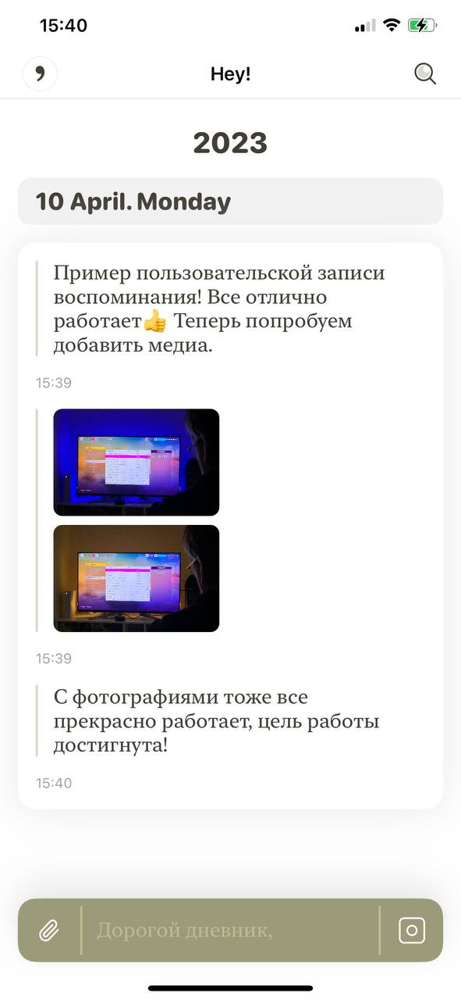 15:40
Hey!
2023
10 April. Monday
Пример пользовательской записи
воспоминания! Все отлично
работает👍 Теперь попробуем
добавить медиа.
15:39
15:39
С фотографиями тоже все
прекрасно работает, цель работы
достигнута!
15:40
Дорогой дневник,